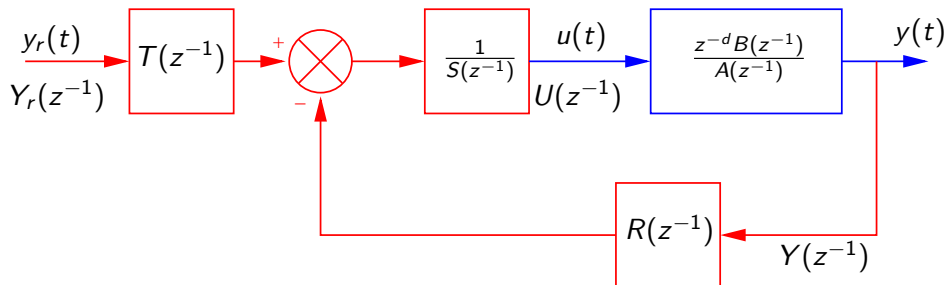 y_r(t)
Y_r(z^{-1})
T(z^{-1})
+
−
1
S(z^{-1})
u(t)
U(z^{-1})
z^{-d}B(z^{-1})
A(z^{-1})
y(t)
R(z^{-1})
Y(z^{-1})